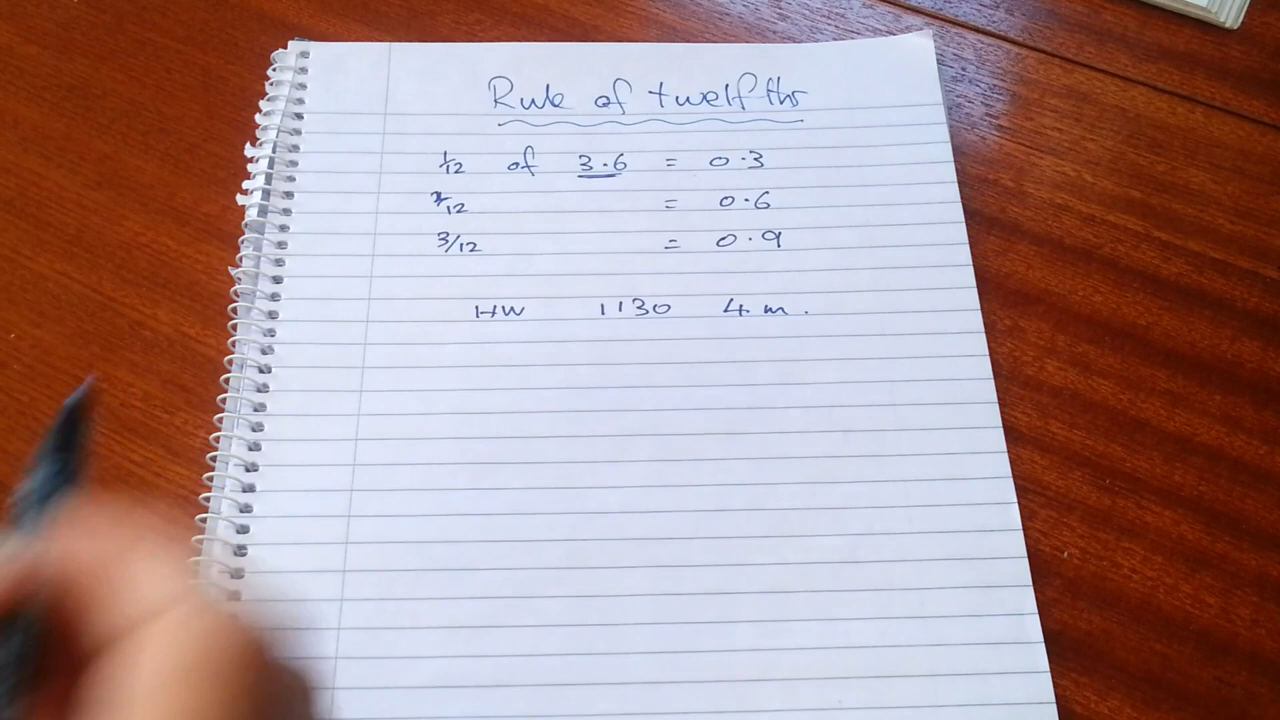 Rule of twelfths
1/12 of 3.6 = 0.3
2/12 = 0.6
3/12 = 0.9
HW 1130 4 m.